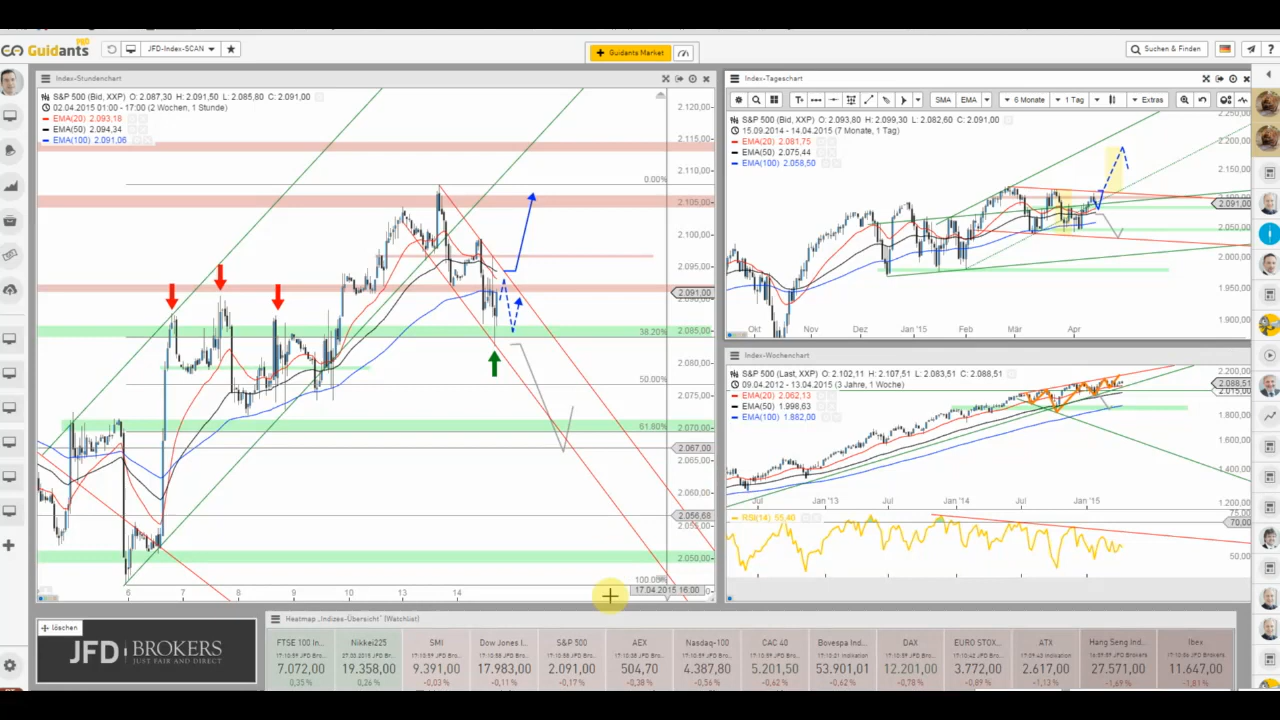 Guidants PRO
JFD-Index-SCAN
Guidants Market
Suchen & Finden
Index-Stundenchart
S&P 500 (Bid, XXP) O: 2.087,30 H: 2.091,50 L: 2.085,80 C: 2.091,00
02.04.2015 01:00 - 17:00 (2 Wochen, 1 Stunde)
EMA(20) 2.093,18
EMA(50) 2.094,34
EMA(100) 2.091,06
2.120,00
2.115,00
2.110,00
2.105,00
2.100,00
2.095,00
2.091,00
2.085,00
2.080,00
2.075,00
2.070,00
2.067,00
2.065,00
2.060,00
2.056,68
2.050,00
0.00%
38.20%
50.00%
61.80%
100.00%
17.04.2015 16:00
6 7 8 9 10 13 14
Index-Tageschart
SMA EMA 6 Monate 1 Tag Extras
S&P 500 (Bid, XXP) O: 2.093,80 H: 2.099,30 L: 2.082,60 C: 2.091,00
15.09.2014 - 14.04.2015 (7 Monate, 1 Tag)
EMA(20) 2.081,75
EMA(50) 2.075,44
EMA(100) 2.058,50
2.250,00
2.200,00
2.150,00
2.100,00
2.091,00
2.050,00
2.000,00
1.950,00
1.900,00
Okt Nov Dez Jan '15 Feb Mär Apr
Index-Wochenchart
S&P 500 (Last, XXP) O: 2.102,11 H: 2.107,51 L: 2.083,51 C: 2.088,51
09.04.2012 - 13.04.2015 (3 Jahre, 1 Woche)
EMA(20) 2.062,13
EMA(50) 1.998,63
EMA(100) 1.862,00
2.200,00
2.088,51
2.015,00
1.800,00
1.600,00
1.400,00
1.200,00
Jul Jan '13 Jul Jan '14 Jul Jan '15
RSI(14) 55,40
75.00
70,00
50.00
löschen
JFD BROKERS
JUST FAIR AND DIRECT
Heatmap „Indizes-Übersicht" [Watchlist]
FTSE 100 In... Nikkei225 SMI Dow Jones I... S&P 500 AEX Nasdaq-100 CAC 40 Bovespa Ind... DAX EURO STOX... ATX Hang Seng Ind... Ibex
7.072,00 19.358,00 9.391,00 17.983,00 2.091,00 504,70 4.387,80 5.201,50 53.901,01 12.201,00 3.772,00 2.617,00 27.571,00 11.647,00
0,35 % 0,26 % -0,03 % -0,11 % -0,17 % -0,38 % -0,56 % -0,62 % -0,62 % -0,78 % -0,89 % -1,13 % -1,69 % -1,81 %